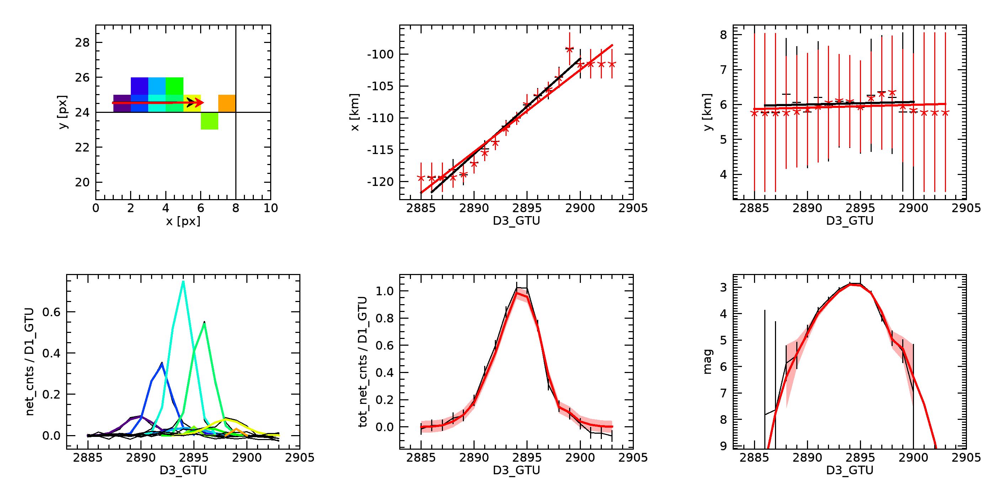 28
26
24
22
20
y [px]
0 2 4 6 8 10
x [px]
-100
-105
-110
-115
-120
x [km]
2885 2890 2895 2900 2905
D3_GTU
8
7
6
5
4
y [km]
2885 2890 2895 2900 2905
D3_GTU
0.6
0.4
0.2
0.0
net_cnts / D1_GTU
2885 2890 2895 2900 2905
D3_GTU
1.0
0.8
0.6
0.4
0.2
0.0
tot_net_cnts / D1_GTU
2885 2890 2895 2900 2905
D3_GTU
3
4
5
6
7
8
9
mag
2885 2890 2895 2900 2905
D3_GTU